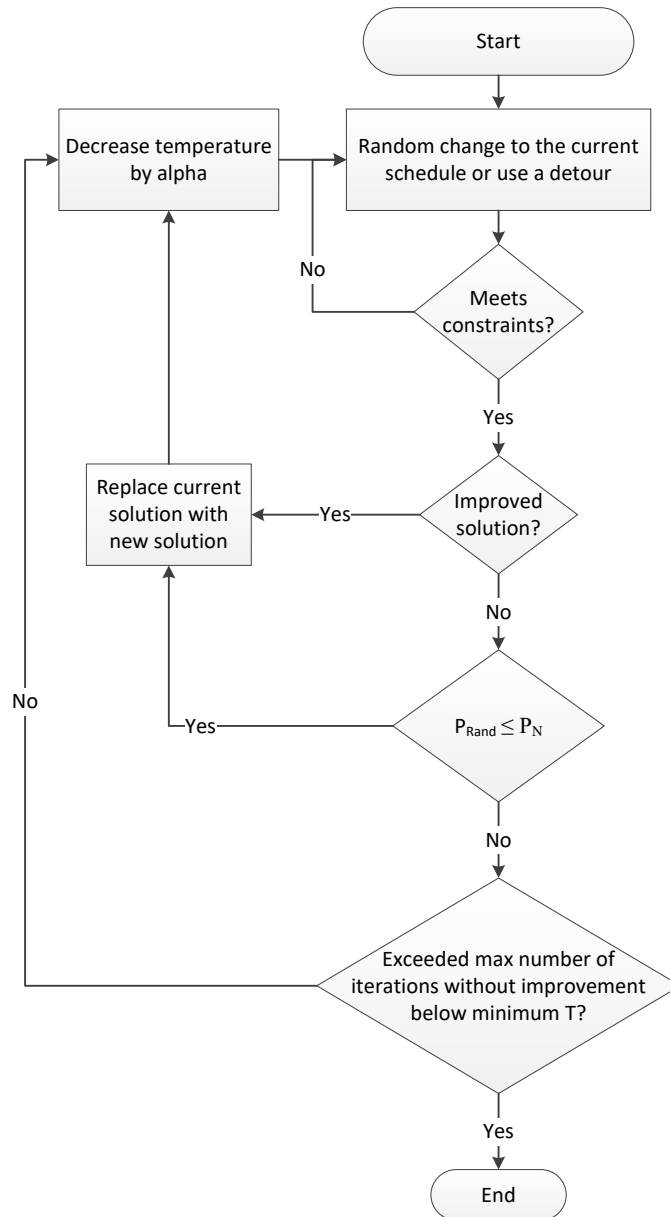 Start
Decrease temperature
by alpha
Random change to the current
schedule or use a detour
No
Meets
constraints?
Yes
Replace current
solution with
new solution
Yes
Improved
solution?
No
No
Yes
PRand ≤ PN
No
Exceeded max number of
iterations without improvement
below minimum T?
Yes
End